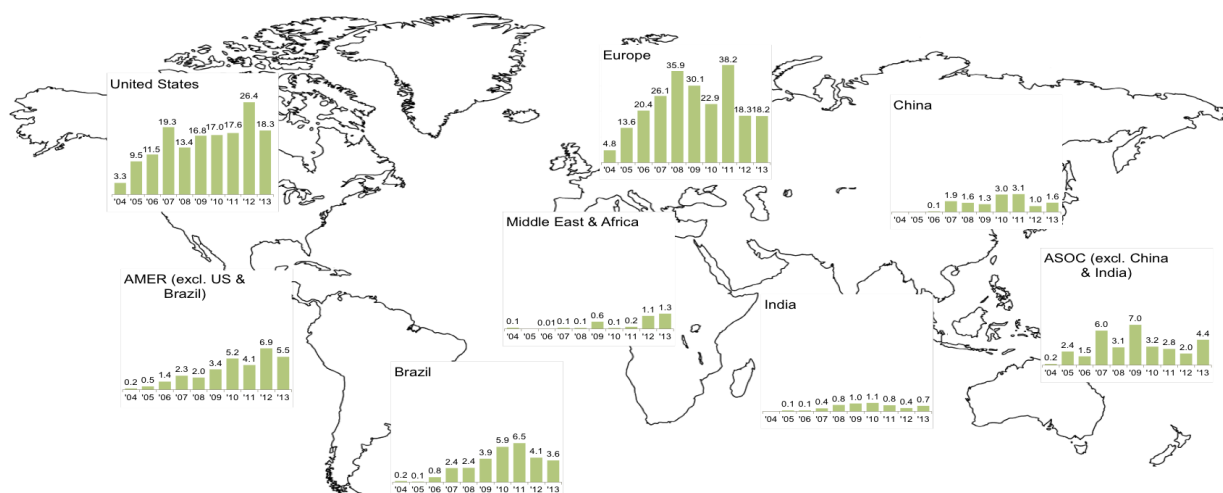 United States
26.4
19.3
16.8 17.0 17.6 18.3
13.4
9.5 11.5
3.3
'04 '05 '06 '07 '08 '09 '10 '11 '12 '13
Europe
38.2
35.9
30.1
26.1
22.9
20.4
18.3 18.2
13.6
4.8
'04 '05 '06 '07 '08 '09 '10 '11 '12 '13
China
0.1 1.9 1.6 1.3 3.0 3.1 1.0 1.6
'04 '05 '06 '07 '08 '09 '10 '11 '12 '13
Middle East & Africa
0.1 0.01 0.1 0.1 0.6 0.1 0.2 1.1 1.3
'04 '05 '06 '07 '08 '09 '10 '11 '12 '13
AMER (excl. US &
Brazil)
0.2 0.5 1.4 2.3 2.0 3.4 5.2 4.1 6.9 5.5
'04 '05 '06 '07 '08 '09 '10 '11 '12 '13
ASOC (excl. China
& India)
0.2 2.4 1.5 6.0 3.1 7.0 3.2 2.8 2.0 4.4
'04 '05 '06 '07 '08 '09 '10 '11 '12 '13
India
0.1 0.1 0.4 0.8 1.0 1.1 0.8 0.4 0.7
'04 '05 '06 '07 '08 '09 '10 '11 '12 '13
Brazil
0.2 0.1 0.8 2.4 2.4 3.9 5.9 6.5 4.1 3.6
'04 '05 '06 '07 '08 '09 '10 '11 '12 '13